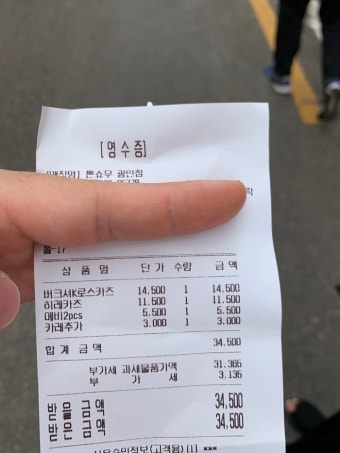 [영수증]
[매장명] 톤쇼우 광안점
홀-17
상 품 명 단 가 수량 금 액
버크셔K로스카츠 14,500 1 14,500
히레카츠 11,500 1 11,500
에비2pcs 5,500 1 5,500
카레추가 3,000 1 3,000
합 계 금 액 34,500
부가세 과세물품가액 31,365
부 가 세 3,135
받을금액 34,500
받은금액 34,500